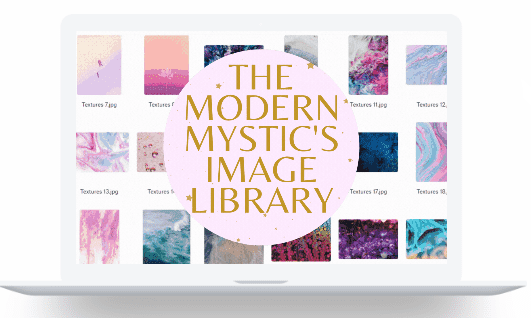 THE
MODERN
MYSTIC'S
IMAGE
LIBRARY
Textures 7.jpg
Textures 11.jpg
Textures 12.
Textures 13.jpg
Textures 17.jpg
Textures 18.